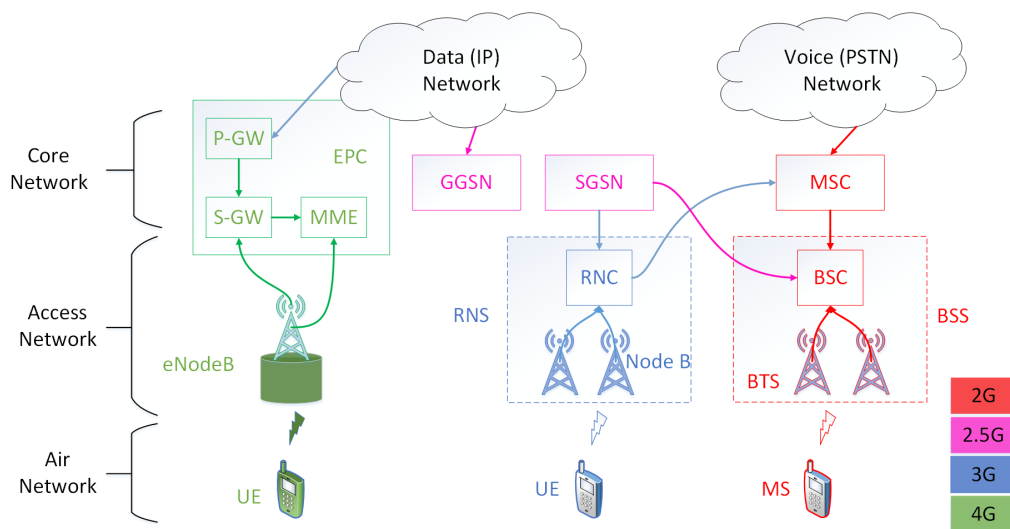 Data (IP)
Network
Voice (PSTN)
Network
Core
Network
P-GW
EPC
GGSN
SGSN
MSC
S-GW
MME
Access
Network
RNC
BSC
RNS
BSS
eNodeB
Node B
BTS
Air
Network
UE
UE
MS
2G
2.5G
3G
4G